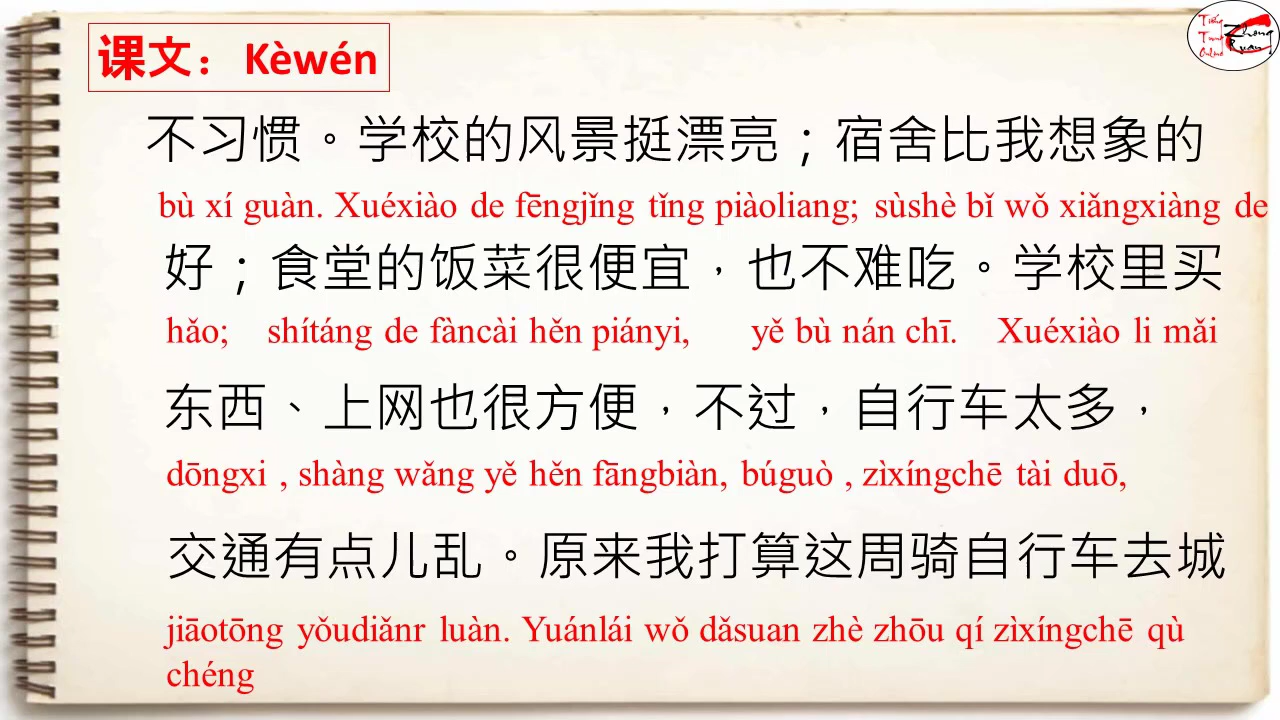 课文：Kèwén
Tiếng
Trung
Online
Zhong
Ruan
不习惯。学校的风景挺漂亮；宿舍比我想象的
bù xí guàn. Xuéxiào de fēngjǐng tǐng piàoliang; sùshè bǐ wǒ xiǎngxiàng de
好；食堂的饭菜很便宜，也不难吃。学校里买
hǎo; shítáng de fàncài hěn piányi, yě bù nán chī. Xuéxiào li mǎi
东西、上网也很方便，不过，自行车太多，
dōngxi , shàng wǎng yě hěn fāngbiàn, búguò , zìxíngchē tài duō,
交通有点儿乱。原来我打算这周骑自行车去城
jiāotōng yǒudiǎnr luàn. Yuánlái wǒ dǎsuan zhè zhōu qí zìxíngchē qù
chéng